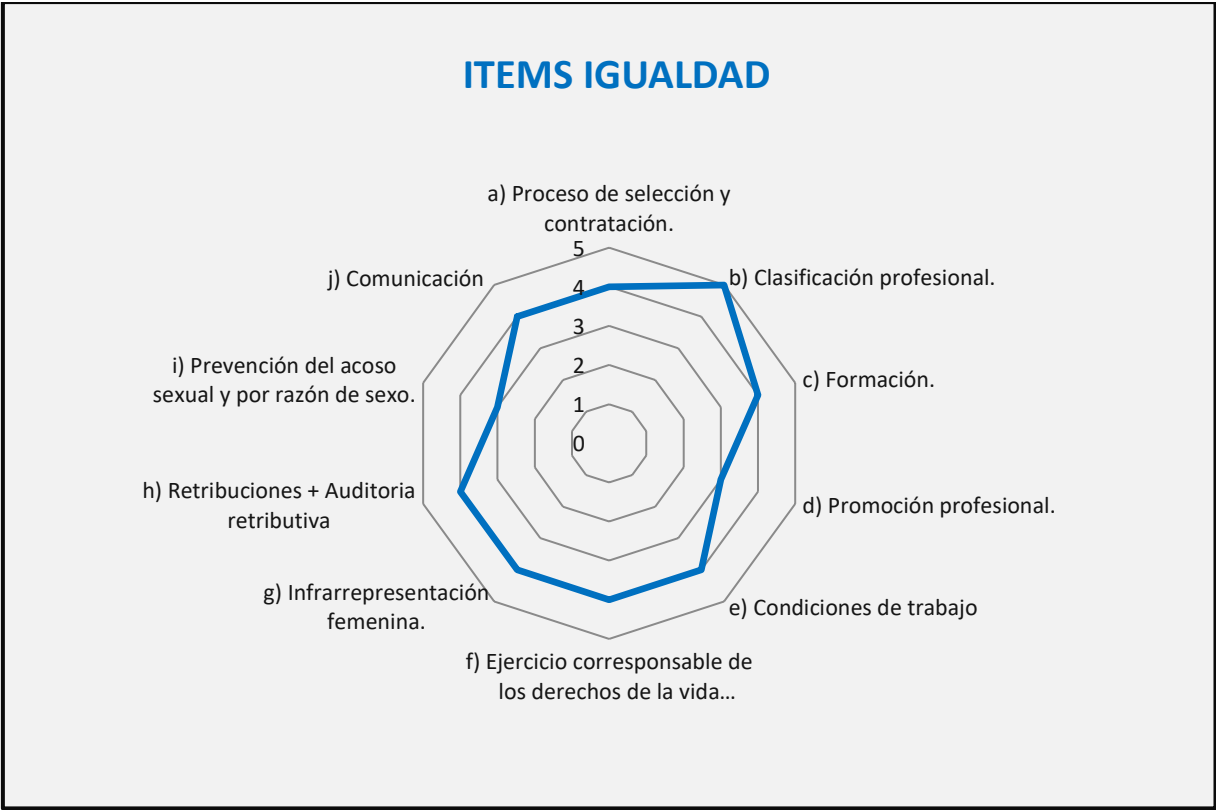 ITEMS IGUALDAD
a) Proceso de selección y
contratación.
5
4
3
2
1
0
b) Clasificación profesional.
c) Formación.
d) Promoción profesional.
e) Condiciones de trabajo
f) Ejercicio corresponsable de
los derechos de la vida…
g) Infrarrepresentación
femenina.
h) Retribuciones + Auditoria
retributiva
i) Prevención del acoso
sexual y por razón de sexo.
j) Comunicación